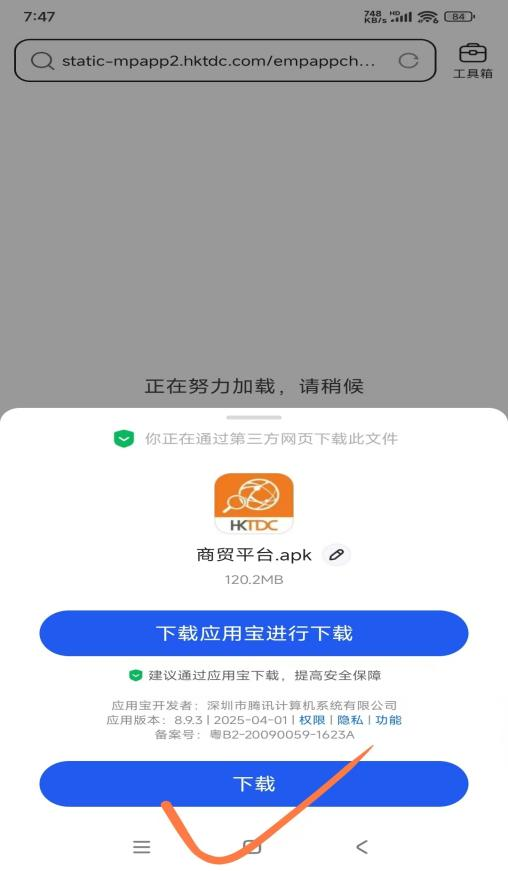 7:47
748 KB/s HD 84
static-mpapp2.hktdc.com/empappch...
工具箱
正在努力加载，请稍候
你正在通过第三方网页下载此文件
HKTDC
商贸平台.apk
120.2MB
下载应用宝进行下载
建议通过应用宝下载，提高安全保障
应用宝开发者：深圳市腾讯计算机系统有限公司
应用版本：8.9.3 | 2025-04-01 | 权限 | 隐私 | 功能
备案号：粤B2-20090059-1623A
下载